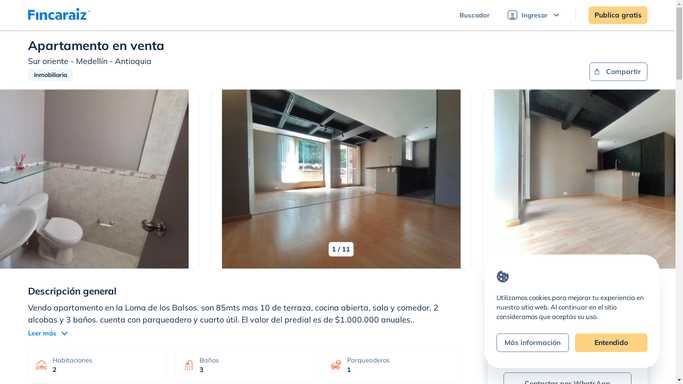 Fincaraiz
Buscador
Ingresar
Publica gratis
Apartamento en venta
Sur oriente - Medellín - Antioquia
Inmobiliaria
Compartir
1 / 11
Descripción general
Vendo apartamento en la Loma de los Balsos. son 85mts mas 10 de terraza, cocina abierta, sala y comedor, 2
alcobas y 3 baños. cuenta con parqueadero y cuarto útil. El valor del predial es de $1.000.000 anuales..
Leer más
Habitaciones
2
Baños
3
Parqueaderos
1
Utilizamos cookies para mejorar tu experiencia en
nuestro sitio web. Al continuar en el sitio
consideramos que aceptas su uso.
Más información
Entendido
Contactar por WhatsApp